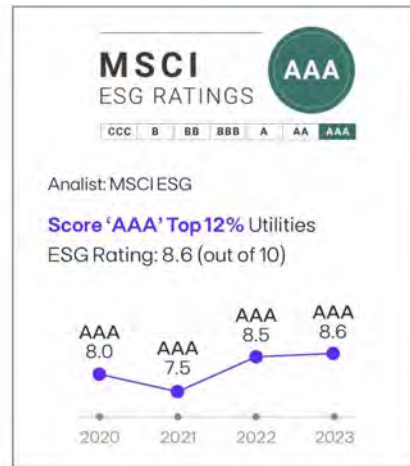 MSCI
ESG RATINGS
AAA
CCC B BB BBB A AA AAA
Analist: MSCI ESG
Score ‘AAA’ Top 12% Utilities
ESG Rating: 8.6 (out of 10)
AAA AAA AAA AAA
8.0 7.5 8.5 8.6
2020 2021 2022 2023